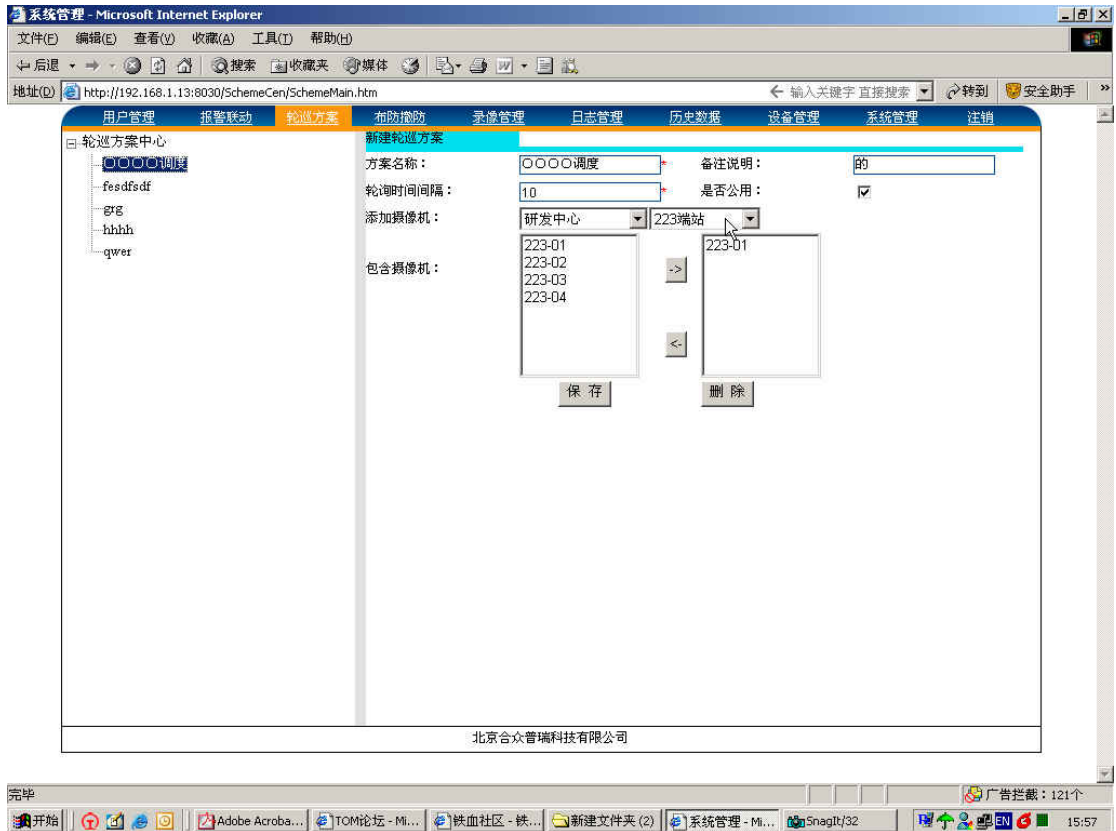 系统管理 - Microsoft Internet Explorer
文件(F) 编辑(E) 查看(V) 收藏(A) 工具(T) 帮助(H)
后退 搜索 收藏夹 媒体
地址(D) http://192.168.1.13:8030/SchemeCen/SchemeMain.htm 输入关键字 直接搜索 转到 安全助手 »
用户管理 报警联动 轮巡方案 布防撤防 录像管理 日志管理 历史数据 设备管理 系统管理 注销
轮巡方案中心
〇〇〇〇调度
fesdfsdf
grg
hhhh
qwer
新建轮巡方案
方案名称: 〇〇〇〇调度 * 备注说明: 的
轮询时间间隔: 10 * 是否公用:
添加摄像机: 研发中心 223端站
包含摄像机:
223-01
223-02
223-03
223-04
->
<-
223-01
保 存 删 除
北京合众普瑞科技有限公司
完毕 广告拦截:121个
开始 Adobe Acroba... TOM论坛 - Mi... 铁血社区 - 铁... 新建文件夹 (2) 系统管理 - Mi... SnagIt/32 EN 15:57